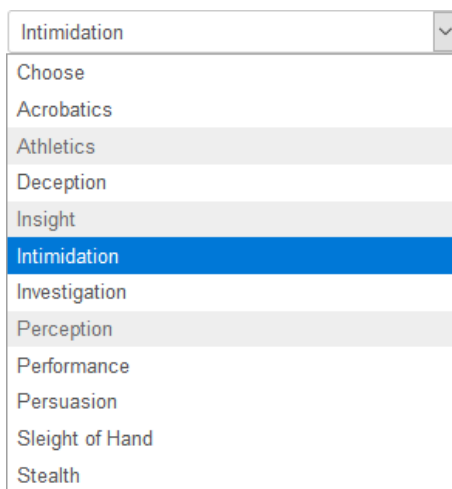 Intimidation
Choose
Acrobatics
Athletics
Deception
Insight
Intimidation
Investigation
Perception
Performance
Persuasion
Sleight of Hand
Stealth